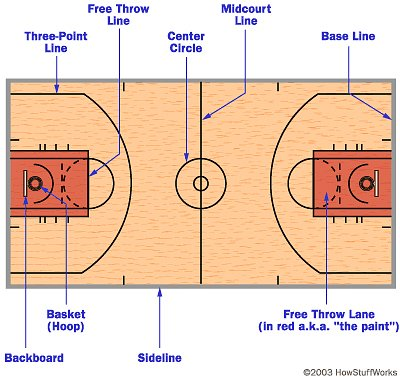 Free Throw
Line
Three-Point
Line
Center
Circle
Midcourt
Line
Base Line
Basket
(Hoop)
Backboard
Sideline
Free Throw Lane
(in red a.k.a. "the paint")
©2003 HowStuffWorks